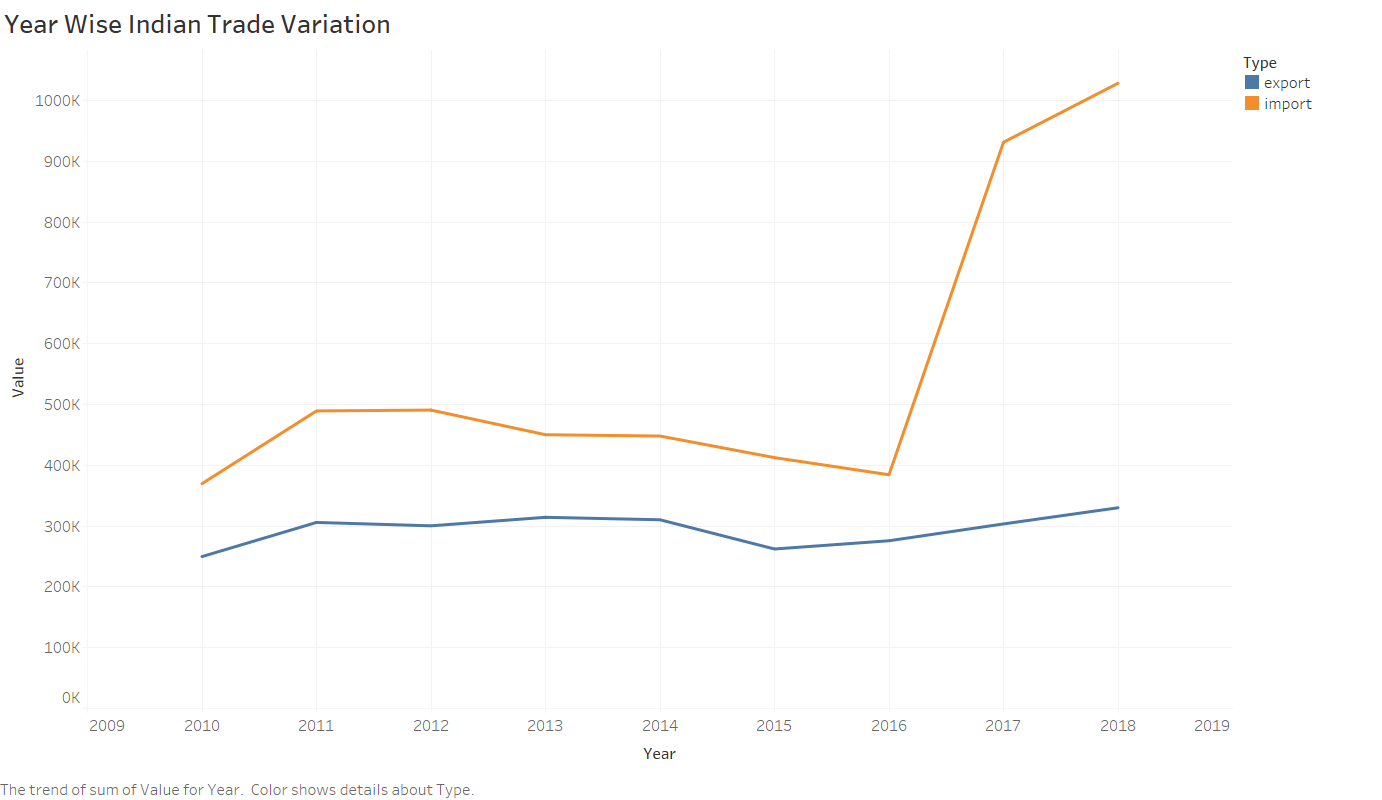 Year Wise Indian Trade Variation
Type
export
import
1000K
900K
800K
700K
600K
500K
400K
300K
200K
100K
0K
Value
2009 2010 2011 2012 2013 2014 2015 2016 2017 2018 2019
Year
The trend of sum of Value for Year. Color shows details about Type.